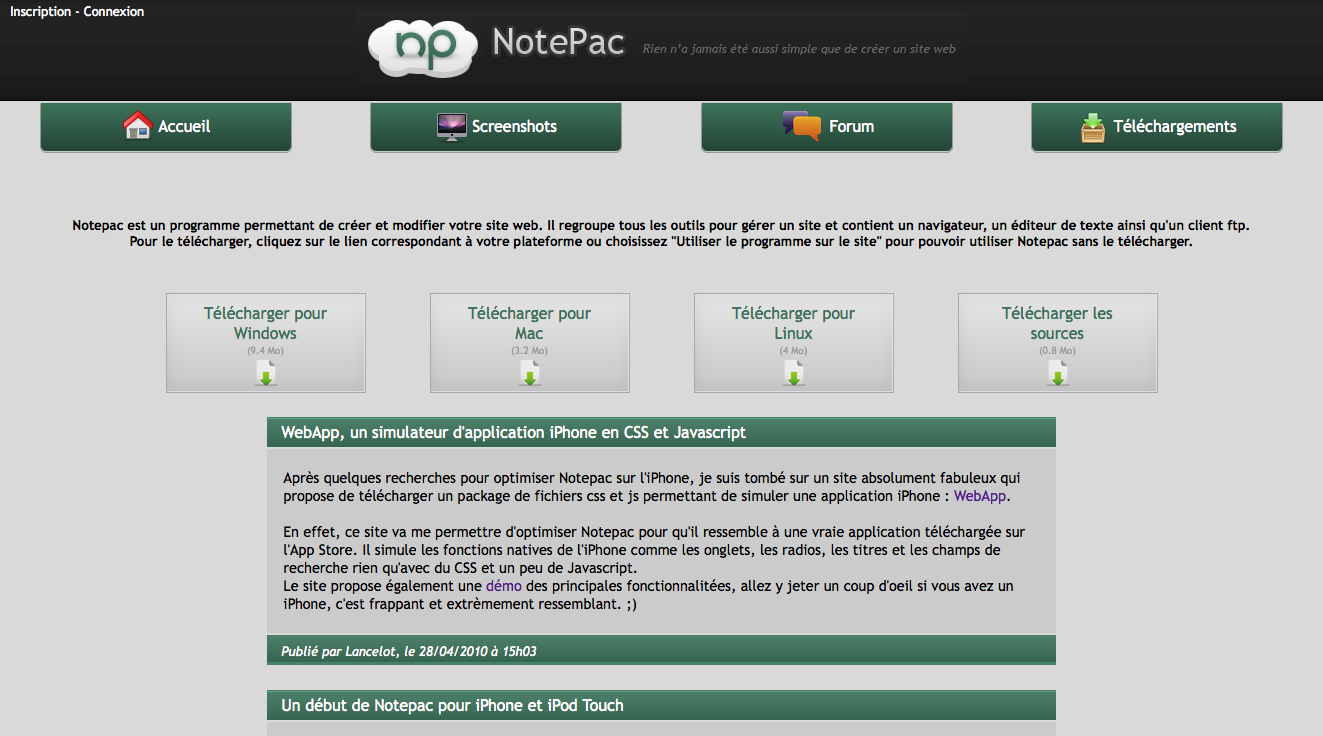 Inscription - Connexion
np NotePac Rien n'a jamais été aussi simple que de créer un site web
Accueil Screenshots Forum Téléchargements
Notepac est un programme permettant de créer et modifier votre site web. Il regroupe tous les outils pour gérer un site et contient un navigateur, un éditeur de texte ainsi qu'un client ftp.
Pour le télécharger, cliquez sur le lien correspondant à votre plateforme ou choisissez "Utiliser le programme sur le site" pour pouvoir utiliser Notepac sans le télécharger.
Télécharger pour
Windows
(9.4 Mo)
Télécharger pour
Mac
(3.2 Mo)
Télécharger pour
Linux
(4 Mo)
Télécharger les
sources
(0.8 Mo)
WebApp, un simulateur d'application iPhone en CSS et Javascript
Après quelques recherches pour optimiser Notepac sur l'iPhone, je suis tombé sur un site absolument fabuleux qui
propose de télécharger un package de fichiers css et js permettant de simuler une application iPhone : WebApp.
En effet, ce site va me permettre d'optimiser Notepac pour qu'il ressemble à une vraie application téléchargée sur
l'App Store. Il simule les fonctions natives de l'iPhone comme les onglets, les radios, les titres et les champs de
recherche rien qu'avec du CSS et un peu de Javascript.
Le site propose également une démo des principales fonctionnalitées, allez y jeter un coup d'oeil si vous avez un
iPhone, c'est frappant et extrèmement ressemblant. ;)
Publié par Lancelot, le 28/04/2010 à 15h03
Un début de Notepac pour iPhone et iPod Touch